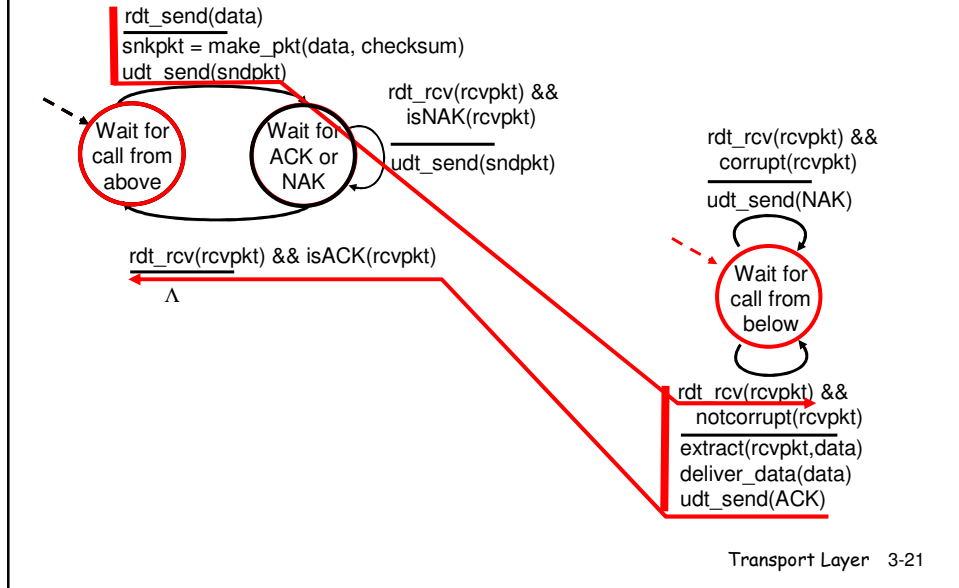 rdt_send(data)
snkpkt = make_pkt(data, checksum)
udt_send(sndpkt)
Wait for
call from
above
Wait for
ACK or
NAK
rdt_rcv(rcvpkt) &&
isNAK(rcvpkt)
udt_send(sndpkt)
rdt_rcv(rcvpkt) && isACK(rcvpkt)
Λ
rdt_rcv(rcvpkt) &&
corrupt(rcvpkt)
udt_send(NAK)
Wait for
call from
below
rdt_rcv(rcvpkt) &&
notcorrupt(rcvpkt)
extract(rcvpkt,data)
deliver_data(data)
udt_send(ACK)
Transport Layer 3-21